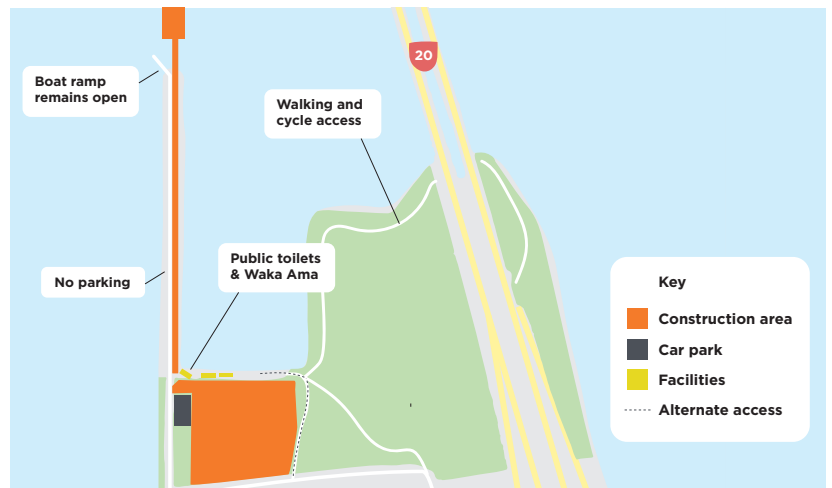 20
Boat ramp
remains open
Walking and
cycle access
Public toilets
& Waka Ama
No parking
Key
Construction area
Car park
Facilities
Alternate access